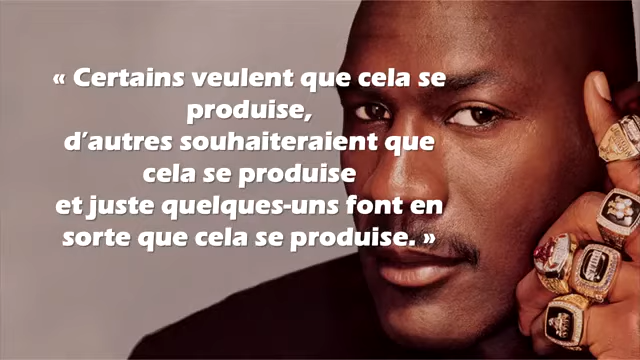 « Certains veulent que cela se
produise,
d’autres souhaiteraient que
cela se produise
et juste quelques-uns font en
sorte que cela se produise. »